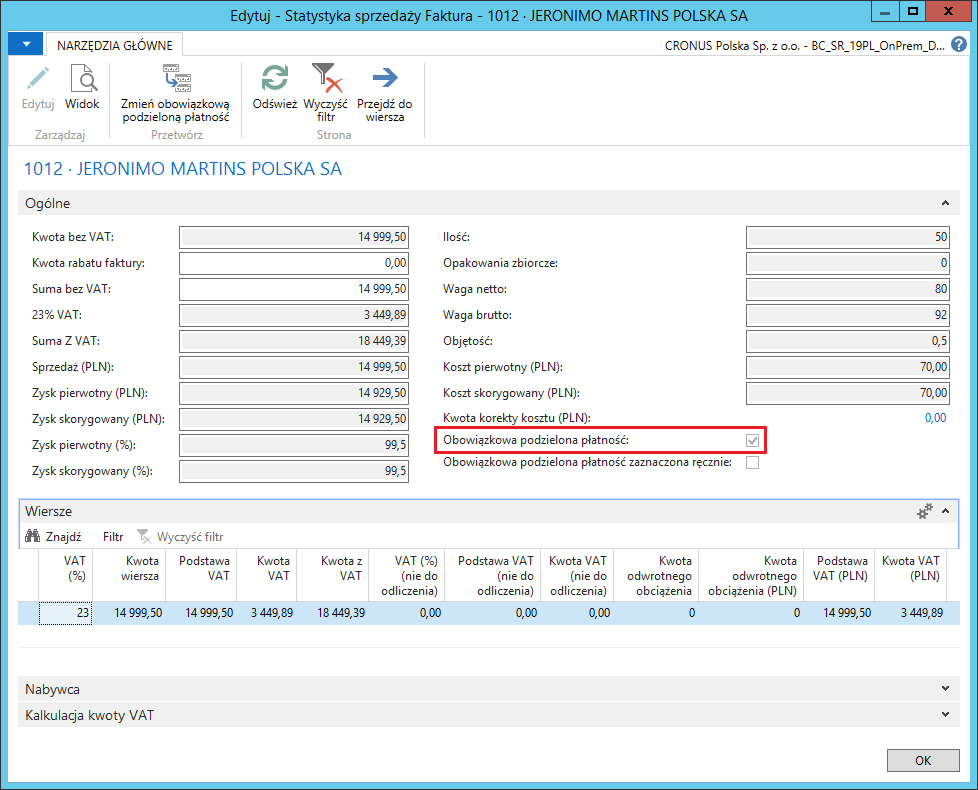 Edytuj - Statystyka sprzedaży Faktura - 1012 · JERONIMO MARTINS POLSKA SA
NARZĘDZIA GŁÓWNE
CRONUS Polska Sp. z o.o. - BC_SR_19PL_OnPrem_D...
Edytuj
Widok
Zmień obowiązkową podzieloną płatność
Odśwież
Wyczyść filtr
Przejdź do wiersza
Zarządzaj
Przetwórz
Strona
1012 · JERONIMO MARTINS POLSKA SA
Ogólne
Kwota bez VAT: 14 999,50
Kwota rabatu faktury: 0,00
Suma bez VAT: 14 999,50
23% VAT: 3 449,89
Suma Z VAT: 18 449,39
Sprzedaż (PLN): 14 999,50
Zysk pierwotny (PLN): 14 929,50
Zysk skorygowany (PLN): 14 929,50
Zysk pierwotny (%): 99,5
Zysk skorygowany (%): 99,5
Ilość: 50
Opakowania zbiorcze: 0
Waga netto: 80
Waga brutto: 92
Objętość: 0,5
Koszt pierwotny (PLN): 70,00
Koszt skorygowany (PLN): 70,00
Kwota korekty kosztu (PLN): 0,00
Obowiązkowa podzielona płatność:
Obowiązkowa podzielona płatność zaznaczona ręcznie:
Wiersze
Znajdź Filtr Wyczyść filtr
VAT (%)
Kwota wiersza
Podstawa VAT
Kwota VAT
Kwota z VAT
VAT (%) (nie do odliczenia)
Podstawa VAT (nie do odliczenia)
Kwota VAT (nie do odliczenia)
Kwota odwrotnego obciążenia
Kwota odwrotnego obciążenia (PLN)
Podstawa VAT (PLN)
Kwota VAT (PLN)
23 14 999,50 14 999,50 3 449,89 18 449,39 0,00 0,00 0,00 0 0 14 999,50 3 449,89
Nabywca
Kalkulacja kwoty VAT
OK